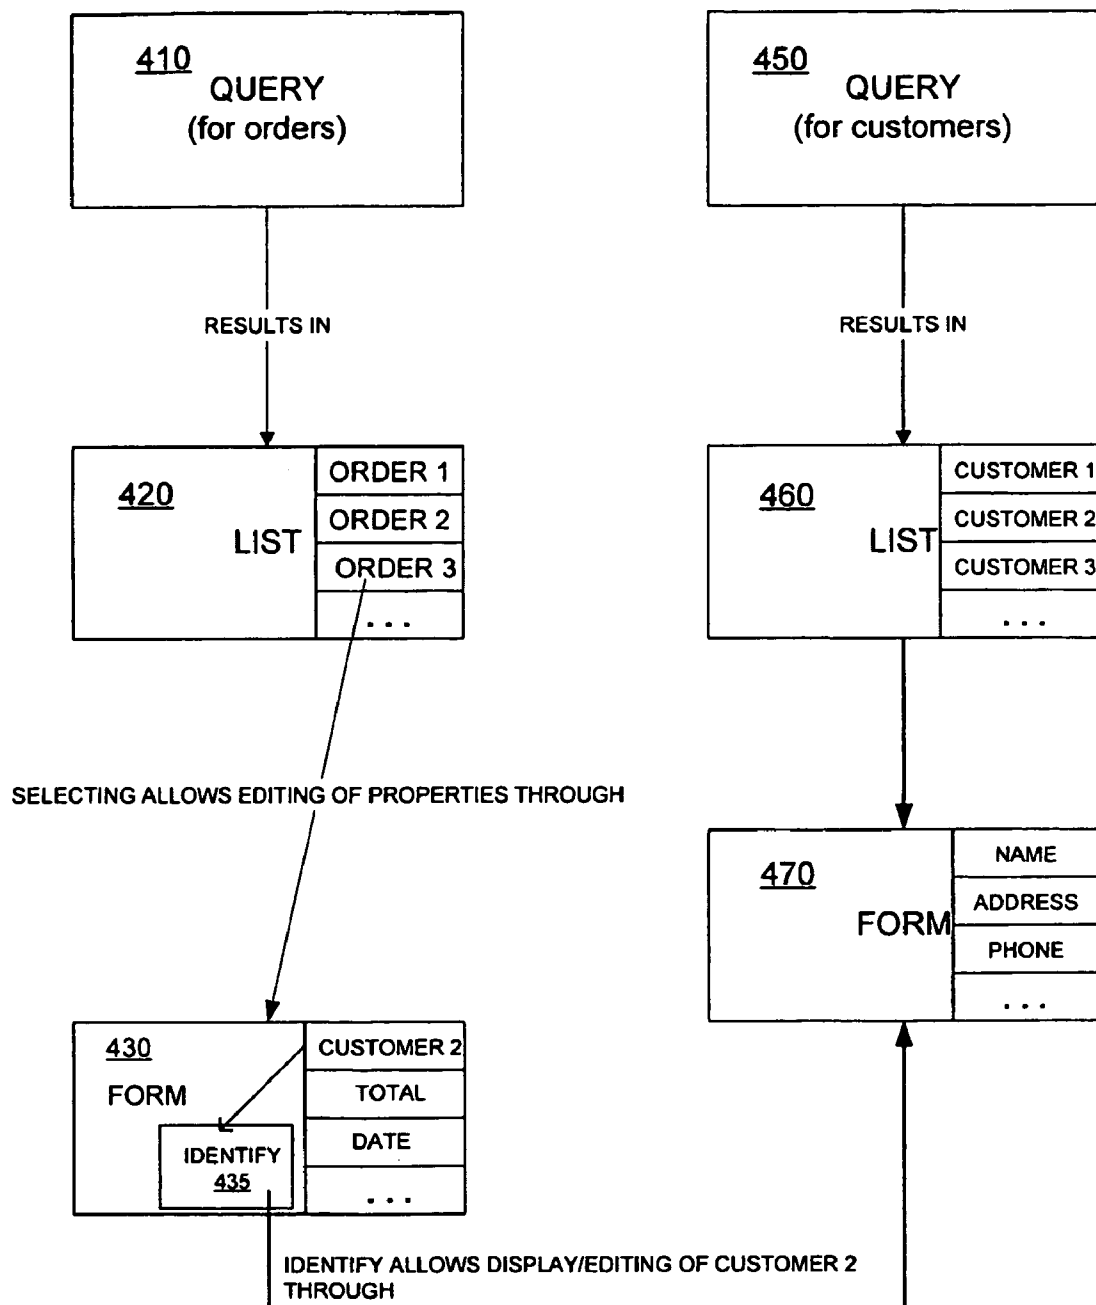 410
QUERY
(for orders)
450
QUERY
(for customers)
RESULTS IN
RESULTS IN
420
LIST
ORDER 1
ORDER 2
ORDER 3
. . .
460
LIST
CUSTOMER 1
CUSTOMER 2
CUSTOMER 3
. . .
SELECTING ALLOWS EDITING OF PROPERTIES THROUGH
470
FORM
NAME
ADDRESS
PHONE
. . .
430
FORM
IDENTIFY
435
CUSTOMER 2
TOTAL
DATE
. . .
IDENTIFY ALLOWS DISPLAY/EDITING OF CUSTOMER 2
THROUGH